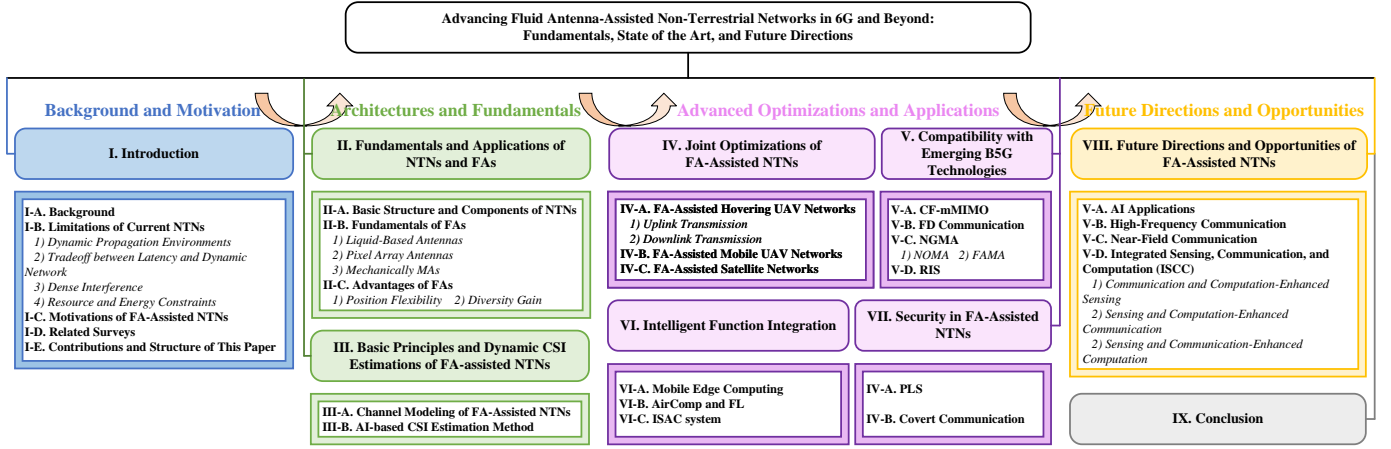 Advancing Fluid Antenna-Assisted Non-Terrestrial Networks in 6G and Beyond:
Fundamentals, State of the Art, and Future Directions
Background and Motivation
I. Introduction
I-A. Background
I-B. Limitations of Current NTNs
1) Dynamic Propagation Environments
2) Tradeoff between Latency and Dynamic
Network
3) Dense Interference
4) Resource and Energy Constraints
I-C. Motivations of FA-Assisted NTNs
I-D. Related Surveys
I-E. Contributions and Structure of This Paper
Architectures and Fundamentals
II. Fundamentals and Applications of
NTNs and FAs
II-A. Basic Structure and Components of NTNs
II-B. Fundamentals of FAs
1) Liquid-Based Antennas
2) Pixel Array Antennas
3) Mechanically MAs
II-C. Advantages of FAs
1) Position Flexibility 2) Diversity Gain
III. Basic Principles and Dynamic CSI
Estimations of FA-assisted NTNs
III-A. Channel Modeling of FA-Assisted NTNs
III-B. AI-based CSI Estimation Method
Advanced Optimizations and Applications
IV. Joint Optimizations of
FA-Assisted NTNs
IV-A. FA-Assisted Hovering UAV Networks
1) Uplink Transmission
2) Downlink Transmission
IV-B. FA-Assisted Mobile UAV Networks
IV-C. FA-Assisted Satellite Networks
V. Compatibility with
Emerging B5G
Technologies
V-A. CF-mMIMO
V-B. FD Communication
V-C. NGMA
1) NOMA 2) FAMA
V-D. RIS
VI. Intelligent Function Integration
VI-A. Mobile Edge Computing
VI-B. AirComp and FL
VI-C. ISAC system
VII. Security in FA-Assisted
NTNs
IV-A. PLS
IV-B. Covert Communication
Future Directions and Opportunities
VIII. Future Directions and Opportunities of
FA-Assisted NTNs
V-A. AI Applications
V-B. High-Frequency Communication
V-C. Near-Field Communication
V-D. Integrated Sensing, Communication, and
Computation (ISCC)
1) Communication and Computation-Enhanced
Sensing
2) Sensing and Computation-Enhanced
Communication
2) Sensing and Communication-Enhanced
Computation
IX. Conclusion